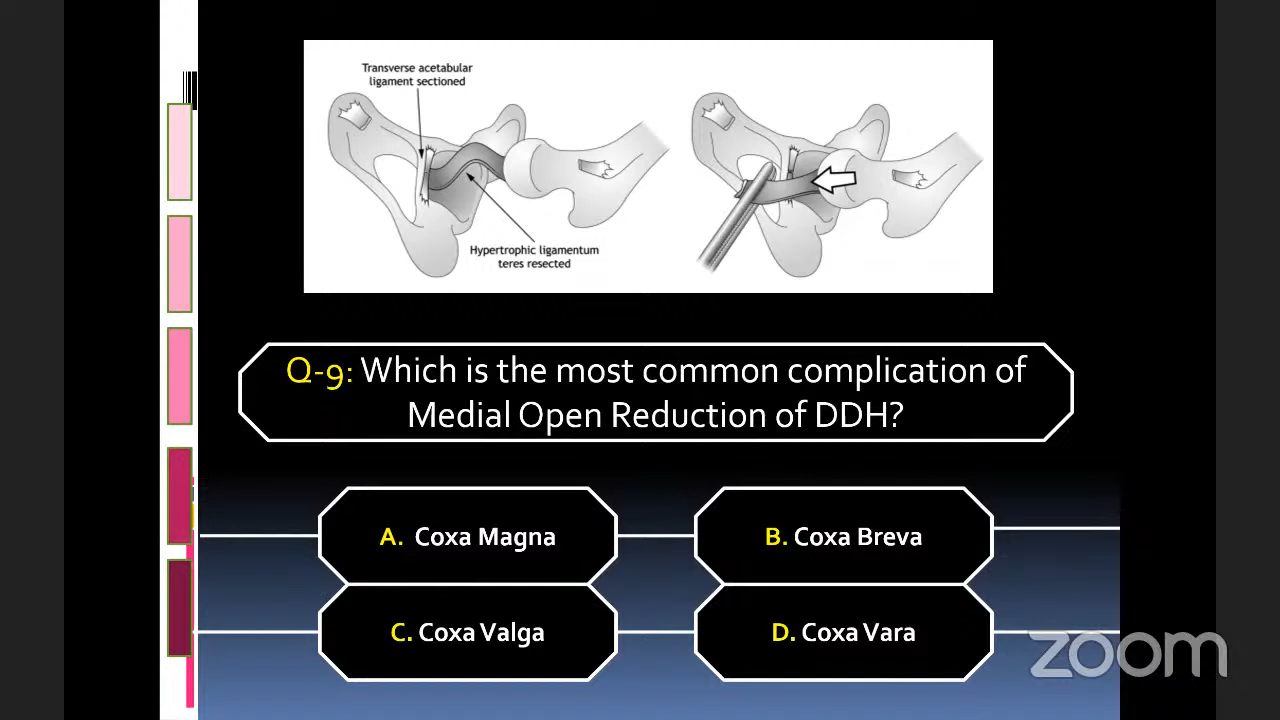 Transverse acetabular
ligament sectioned
Hypertrophic ligamentum
teres resected
Q-9: Which is the most common complication of
Medial Open Reduction of DDH?
A. Coxa Magna
B. Coxa Breva
C. Coxa Valga
D. Coxa Vara
zoom